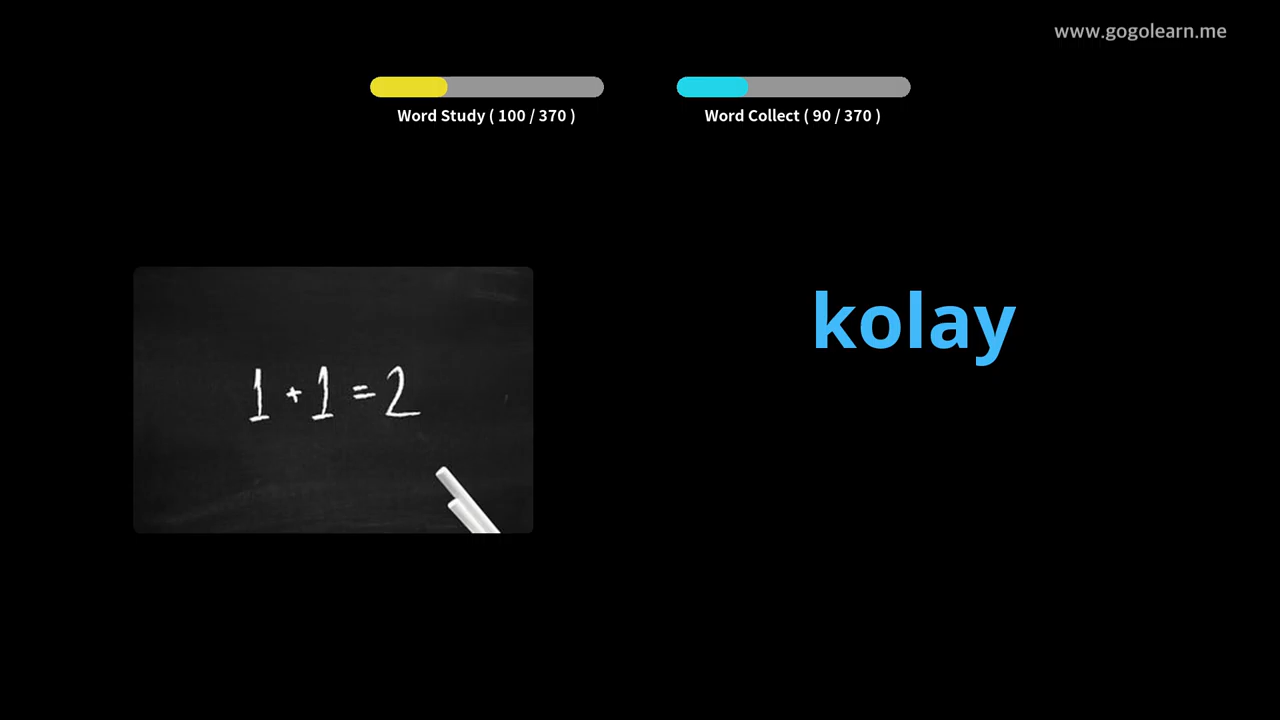 www.gogolearn.me
Word Study ( 100 / 370 )
Word Collect ( 90 / 370 )
kolay
1 + 1 = 2